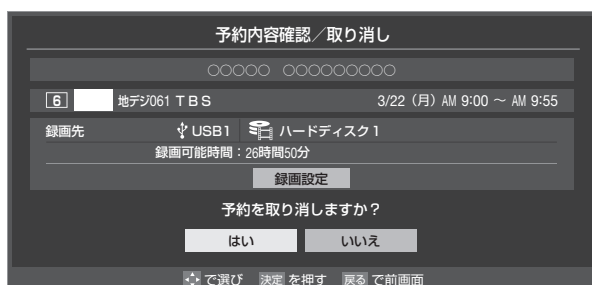 予約内容確認／取り消し
○○○○○ ○○○○○○○○○
6 地デジ061 TBS 3/22（月）AM 9:00 ～ AM 9:55
録画先 USB1 ハードディスク1
録画可能時間：26時間50分
録画設定
予約を取り消しますか？
はい いいえ
で選び 決定 を押す 戻る で前画面